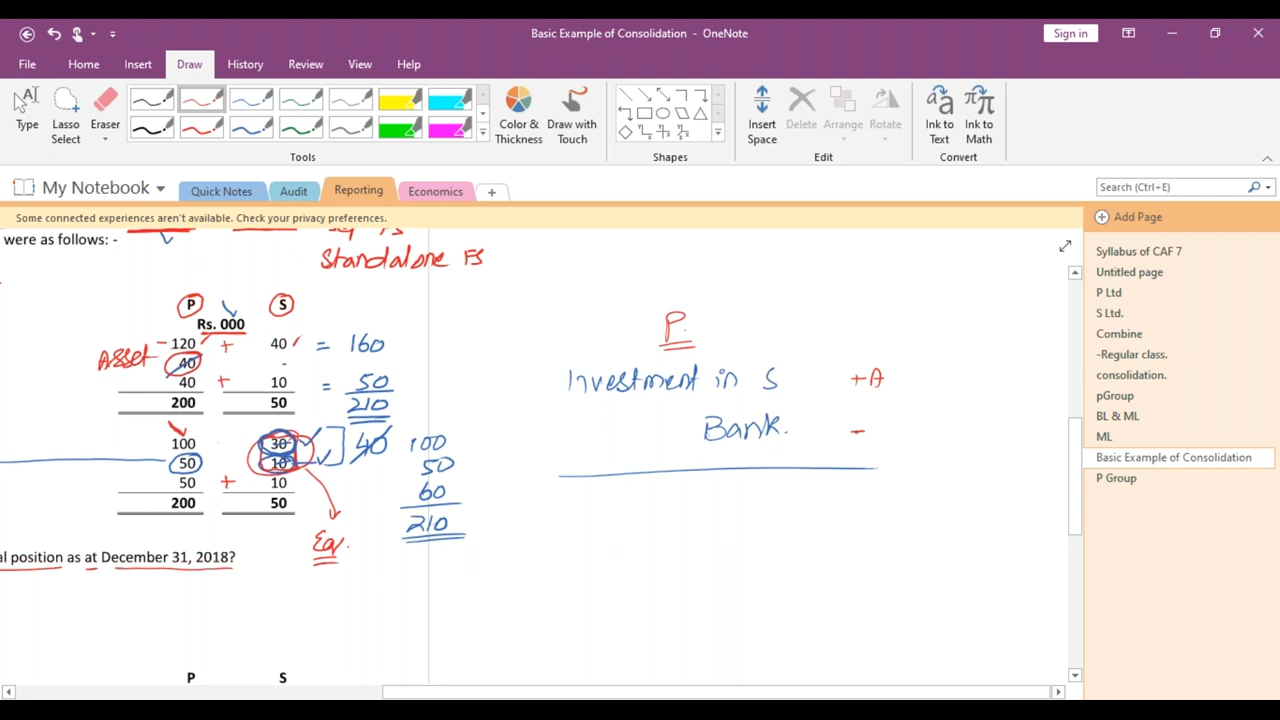 Basic Example of Consolidation - OneNote
Sign in
File Home Insert Draw History Review View Help
Type
Lasso Select
Eraser
Color & Thickness
Draw with Touch
Insert Space
Delete
Arrange
Rotate
Ink to Text
Ink to Math
Tools
Shapes
Edit
Convert
My Notebook
Quick Notes
Audit
Reporting
Economics
Search (Ctrl+E)
Some connected experiences aren't available. Check your privacy preferences.
were as follows: -
Standalone FS
P S
Rs. 000
Asset - 120 + 40 = 160
40 -
40 + 10 = 50
200 50 210
100 30 40 100
50 10 50
50 + 10 60
200 50 210
Eq.
al position as at December 31, 2018?
P S
P.
Investment in S +A
Bank. -
Add Page
Syllabus of CAF 7
Untitled page
P Ltd
S Ltd.
Combine
-Regular class.
consolidation.
pGroup
BL & ML
ML
Basic Example of Consolidation
P Group